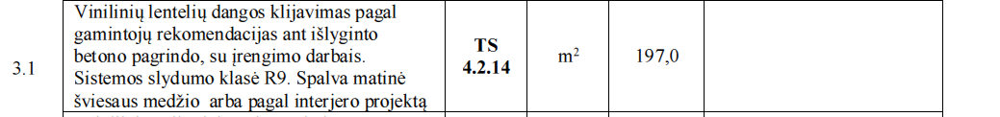 3.1
Vinilinių lentelių dangos klijavimas pagal
gamintojų rekomendacijas ant išlyginto
betono pagrindo, su įrengimo darbais.
Sistemos slydumo klasė R9. Spalva matinė
šviesaus medžio arba pagal interjero projektą
TS
4.2.14
m²
197,0